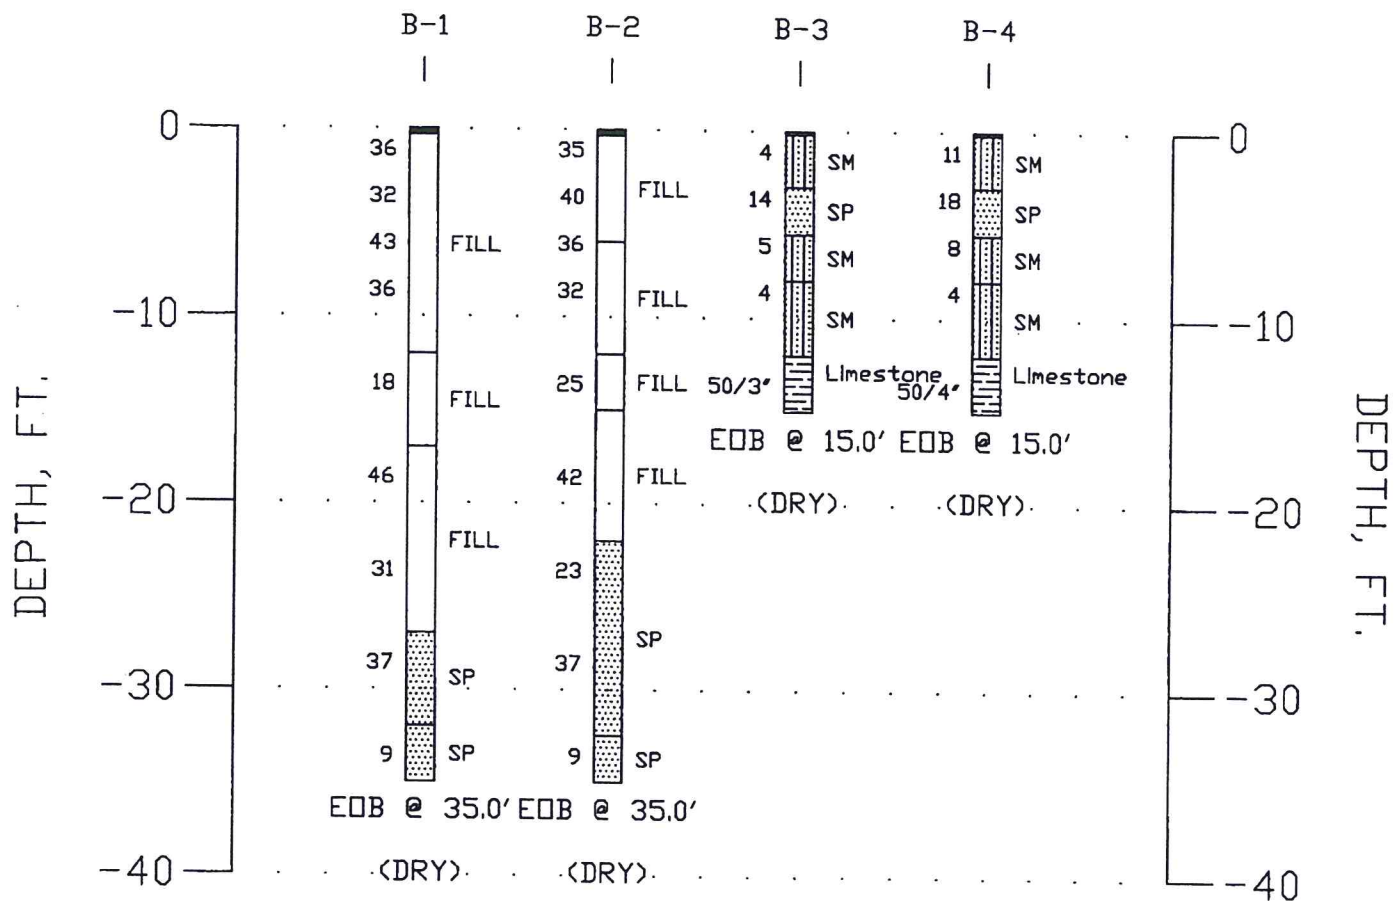 B-1 B-2 B-3 B-4
0 0
36 35 4 SM 11 SM
32 40 FILL 14 SP 18 SP
43 FILL 36 5 SM 8 SM
36 32 FILL 4 SM 4 SM
-10 -10
18 FILL 25 FILL 50/3" Limestone 50/4" Limestone
EOB @ 15.0' EOB @ 15.0'
46 42 FILL
-20 (DRY) (DRY) -20
FILL
31 23
SP
37 SP 37
-30 -30
9 SP 9 SP
EOB @ 35.0' EOB @ 35.0'
-40 (DRY) (DRY) -40
DEPTH, FT.
DEPTH, FT.